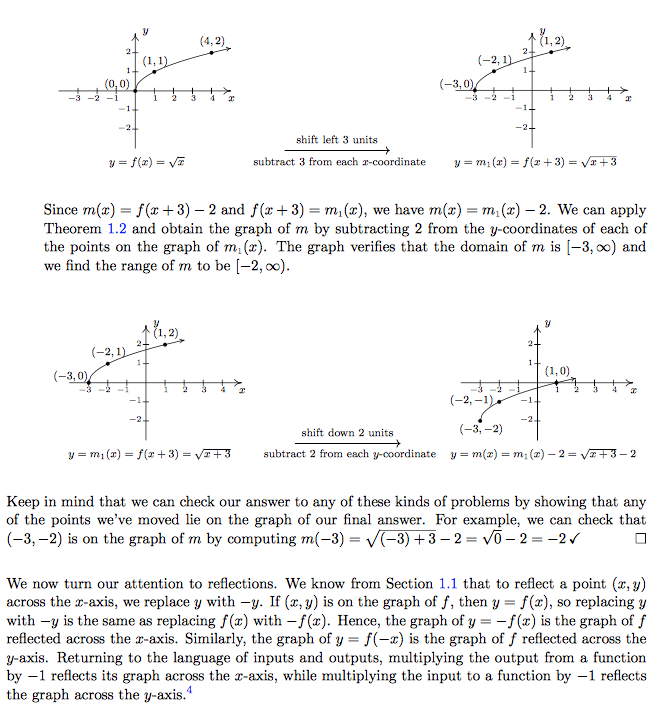 y
(4, 2)
2
(1, 1)
1
(0, 0)
−3 −2 −1 1 2 3 4 x
−1
−2
y = f(x) = √x
shift left 3 units
subtract 3 from each x-coordinate
y
(1, 2)
2
(−2, 1)
1
(−3, 0)
−3 −2 −1 1 2 3 4 x
−1
−2
y = m₁(x) = f(x + 3) = √x + 3
Since m(x) = f(x + 3) − 2 and f(x + 3) = m₁(x), we have m(x) = m₁(x) − 2. We can apply
Theorem 1.2 and obtain the graph of m by subtracting 2 from the y-coordinates of each of
the points on the graph of m₁(x). The graph verifies that the domain of m is [−3, ∞) and
we find the range of m to be [−2, ∞).
y
(1, 2)
2
(−2, 1)
1
(−3, 0)
−3 −2 −1 1 2 3 4 x
−1
−2
y = m₁(x) = f(x + 3) = √x + 3
shift down 2 units
subtract 2 from each y-coordinate
y
2
1
(1, 0)
−3 −2 −1 1 2 3 4 x
(−2, −1)
−1
−2
(−3, −2)
y = m(x) = m₁(x) − 2 = √x + 3 − 2
Keep in mind that we can check our answer to any of these kinds of problems by showing that any
of the points we've moved lie on the graph of our final answer. For example, we can check that
(−3, −2) is on the graph of m by computing m(−3) = √(−3) + 3 − 2 = √0 − 2 = −2 ✓ □
We now turn our attention to reflections. We know from Section 1.1 that to reflect a point (x, y)
across the x-axis, we replace y with −y. If (x, y) is on the graph of f, then y = f(x), so replacing y
with −y is the same as replacing f(x) with −f(x). Hence, the graph of y = −f(x) is the graph of f
reflected across the x-axis. Similarly, the graph of y = f(−x) is the graph of f reflected across the
y-axis. Returning to the language of inputs and outputs, multiplying the output from a function
by −1 reflects its graph across the x-axis, while multiplying the input to a function by −1 reflects
the graph across the y-axis.⁴